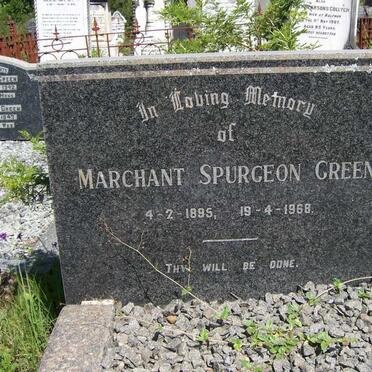 In Loving Memory
of
MARCHANT SPURGEON GREEN
4-2-1895, 19-4-1968.
THY WILL BE DONE.